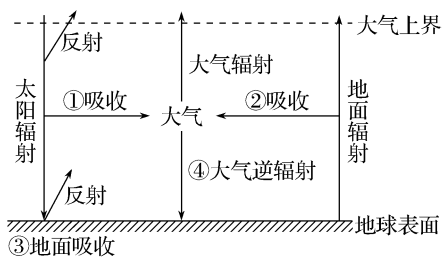 大气上界
反射
大气辐射
太阳辐射
①吸收
大气
②吸收
地面辐射
④大气逆辐射
反射
地球表面
③地面吸收